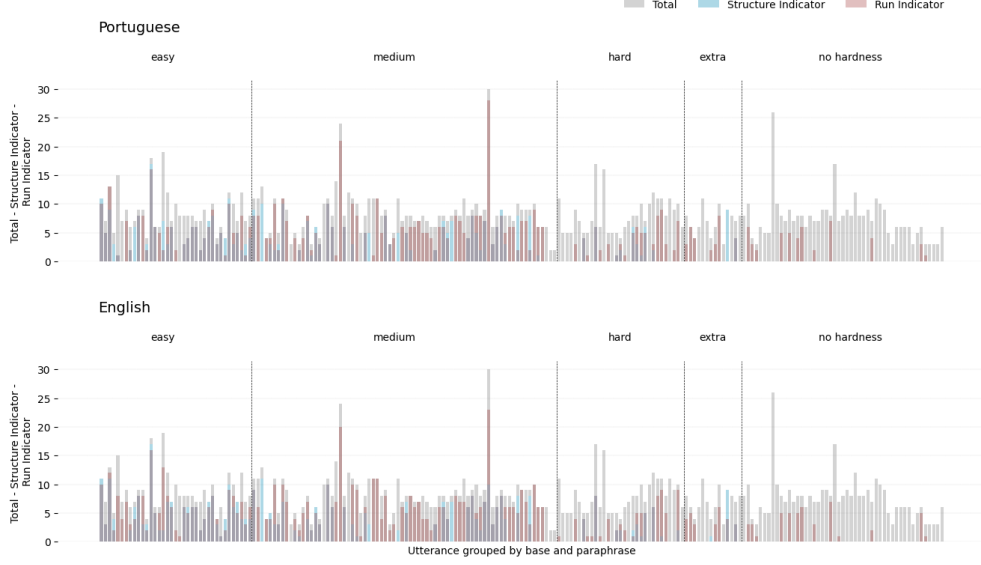 Total Structure Indicator Run Indicator
Portuguese
easy medium hard extra no hardness
Total - Structure Indicator -
Run Indicator
30
25
20
15
10
5
0
English
easy medium hard extra no hardness
Total - Structure Indicator -
Run Indicator
30
25
20
15
10
5
0
Utterance grouped by base and paraphrase